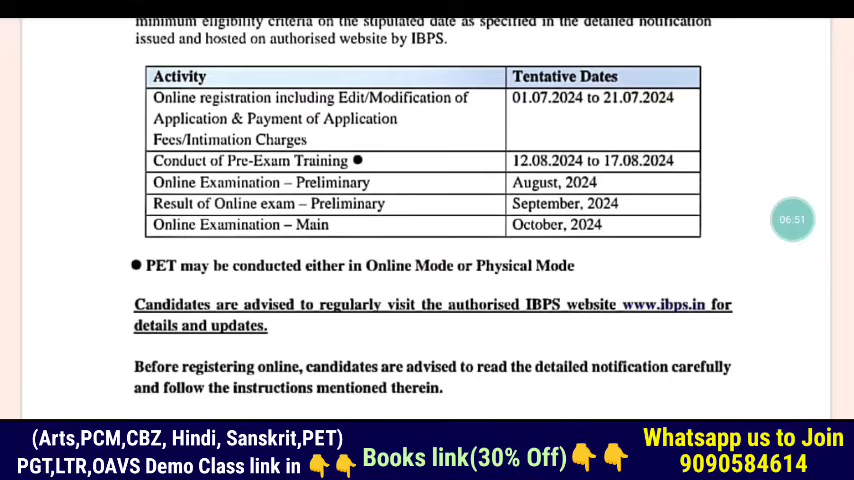 minimum eligibility criteria on the stipulated date as specified in the detailed notification
issued and hosted on authorised website by IBPS.
Activity Tentative Dates
Online registration including Edit/Modification of 01.07.2024 to 21.07.2024
Application & Payment of Application
Fees/Intimation Charges
Conduct of Pre-Exam Training ● 12.08.2024 to 17.08.2024
Online Examination – Preliminary August, 2024
Result of Online exam – Preliminary September, 2024
Online Examination – Main October, 2024
06:51
● PET may be conducted either in Online Mode or Physical Mode
Candidates are advised to regularly visit the authorised IBPS website www.ibps.in for
details and updates.
Before registering online, candidates are advised to read the detailed notification carefully
and follow the instructions mentioned therein.
(Arts,PCM,CBZ, Hindi, Sanskrit,PET)
PGT,LTR,OAVS Demo Class link in 👇👇
Books link(30% Off)👇👇
Whatsapp us to Join
9090584614